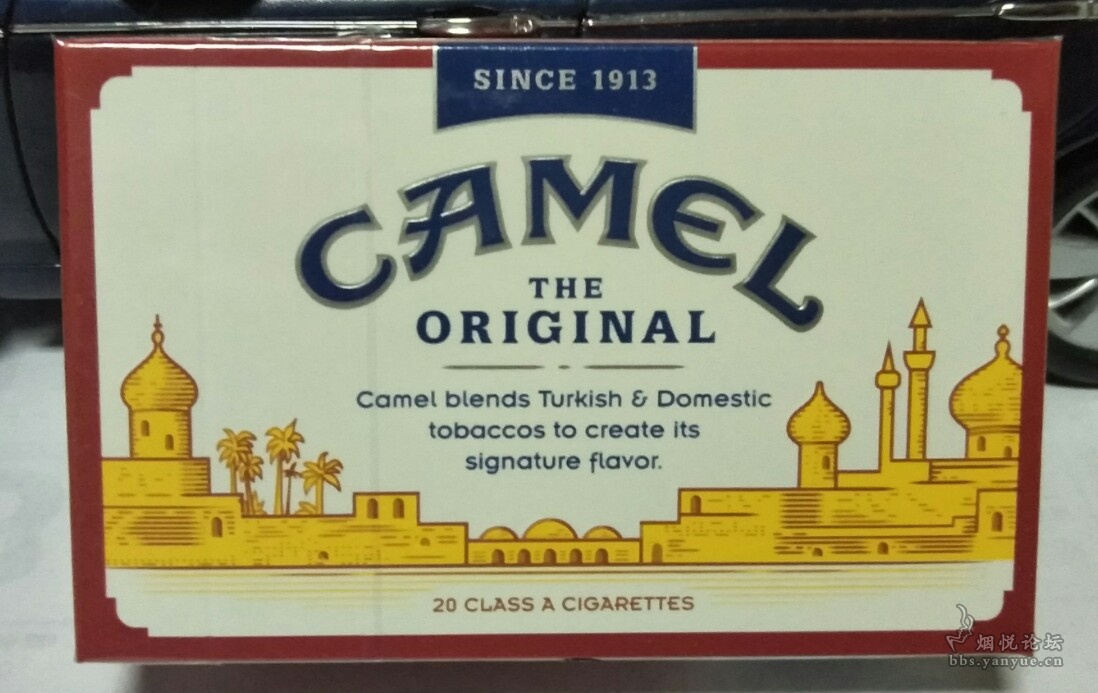 SINCE 1913
CAMEL
THE
ORIGINAL
Camel blends Turkish & Domestic
tobaccos to create its
signature flavor.
20 CLASS A CIGARETTES
烟悦论坛
bbs.yanyue.cn